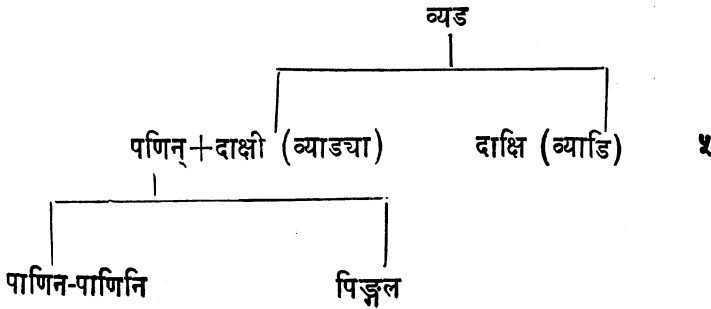 व्यड
पणिन्+दाक्षी (व्याडचा) दाक्षि (व्याडि) ५
पाणिन-पाणिनि पिङ्गल